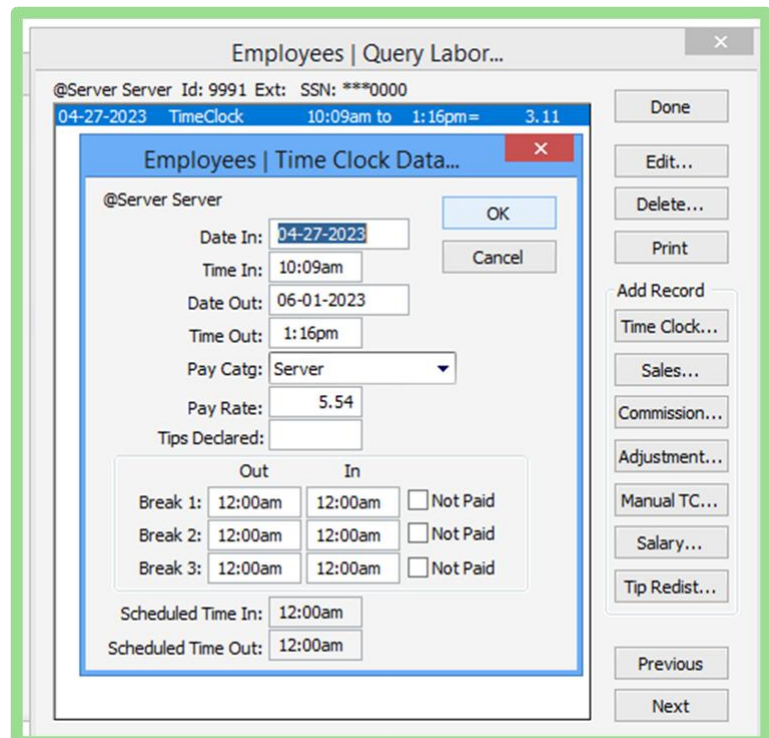 Employees | Query Labor...
@Server Server Id: 9991 Ext: SSN: ***0000
04-27-2023 TimeClock 10:09am to 1:16pm= 3.11
Employees | Time Clock Data...
@Server Server
Date In: 04-27-2023
Time In: 10:09am
Date Out: 06-01-2023
Time Out: 1:16pm
Pay Catg: Server
Pay Rate: 5.54
Tips Declared:
Out In
Break 1: 12:00am 12:00am Not Paid
Break 2: 12:00am 12:00am Not Paid
Break 3: 12:00am 12:00am Not Paid
Scheduled Time In: 12:00am
Scheduled Time Out: 12:00am
OK
Cancel
Done
Edit...
Delete...
Print
Add Record
Time Clock...
Sales...
Commission...
Adjustment...
Manual TC...
Salary...
Tip Redist...
Previous
Next